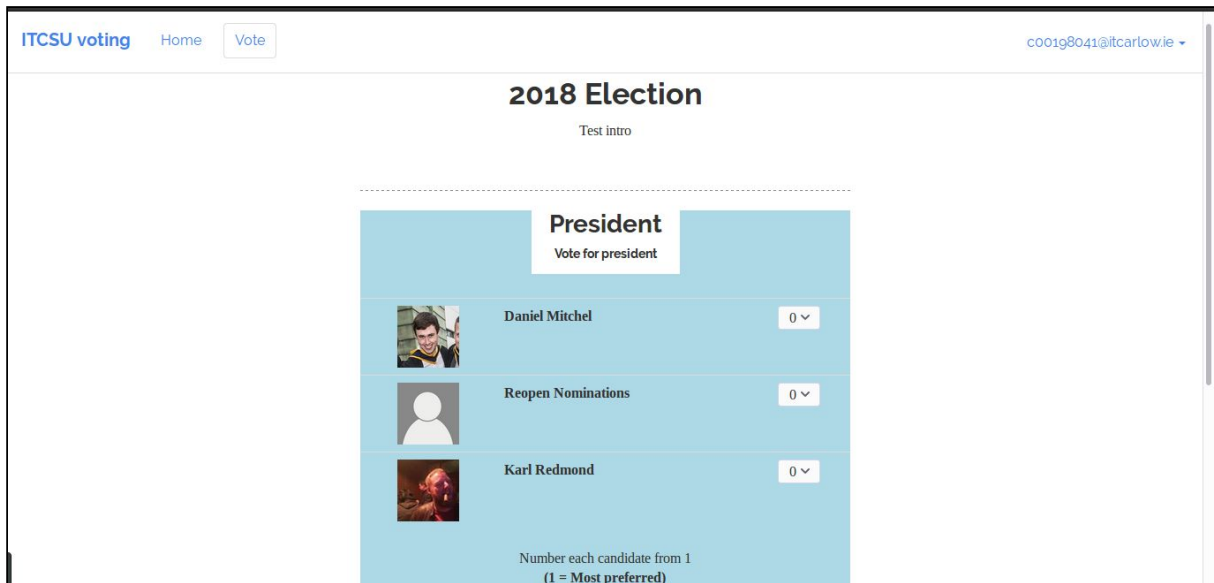 ITCSU voting Home Vote c00198041@itcarlow.ie
2018 Election
Test intro
President
Vote for president
Daniel Mitchel 0
Reopen Nominations 0
Karl Redmond 0
Number each candidate from 1
(1 = Most preferred)